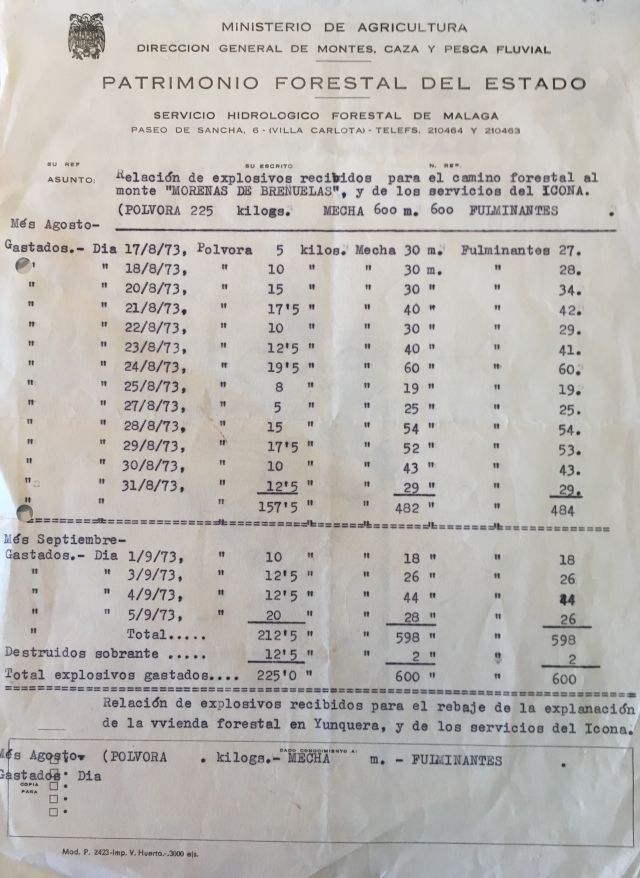 MINISTERIO DE AGRICULTURA
DIRECCION GENERAL DE MONTES, CAZA Y PESCA FLUVIAL
PATRIMONIO FORESTAL DEL ESTADO
SERVICIO HIDROLOGICO FORESTAL DE MALAGA
PASEO DE SANCHA, 6 - (VILLA CARLOTA) - TELEFS. 210464 Y 210463
SU REF SU ESCRITO N. REF.
ASUNTO: Relación de explosivos recibidos para el camino forestal al
monte "MORENAS DE BREÑUELAS", y de los servicios del ICONA.
(POLVORA 225 kilogs. MECHA 600 m. 600 FULMINANTES .
Més Agosto-
Gastados.- Dia 17/8/73, Polvora 5 kilos. Mecha 30 m. Fulminantes 27.
" " 18/8/73, " 10 " " 30 m. " 28.
" " 20/8/73, " 15 " " 30 " " 34.
" " 21/8/73, " 17'5 " " 40 " " 42.
" " 22/8/73, " 10 " " 30 " " 29.
" " 23/8/73, " 12'5 " " 40 " " 41.
" " 24/8/73, " 19'5 " " 60 " " 60.
" " 25/8/73, " 8 " " 19 " " 19.
" " 27/8/73, " 5 " " 25 " " 25.
" " 28/8/73, " 15 " " 54 " " 54.
" " 29/8/73, " 17'5 " " 52 " " 53.
" " 30/8/73, " 10 " " 43 " " 43.
" " 31/8/73, " 12'5 " " 29 " " 29.
" " " 157'5 " " 482 " " 484
Més Septiembre-
Gastados.- Dia 1/9/73, " 10 " " 18 " " 18
" " 3/9/73, " 12'5 " " 26 " " 26
" " 4/9/73, " 12'5 " " 44 " " 44
" " 5/9/73, " 20 " " 28 " " 26
" Total..... 212'5 " " 598 " " 598
Destruidos sobrante ..... 12'5 " " 2 " " 2
Total explosivos gastados.... 225'0 " 600 " 600
Relación de explosivos recibidos para el rebaje de la explanación
de la vvienda forestal en Yunquera, y de los servicios del Icona.
DADO CONOCIMIENTO A:
Més Agosto- (POLVORA . kilogs.- MECHA m. - FULMINANTES .
Gastados. Dia
COPIA
PARA
Mod. P. 2423-Imp. V. Huerta.-3000 ejs.